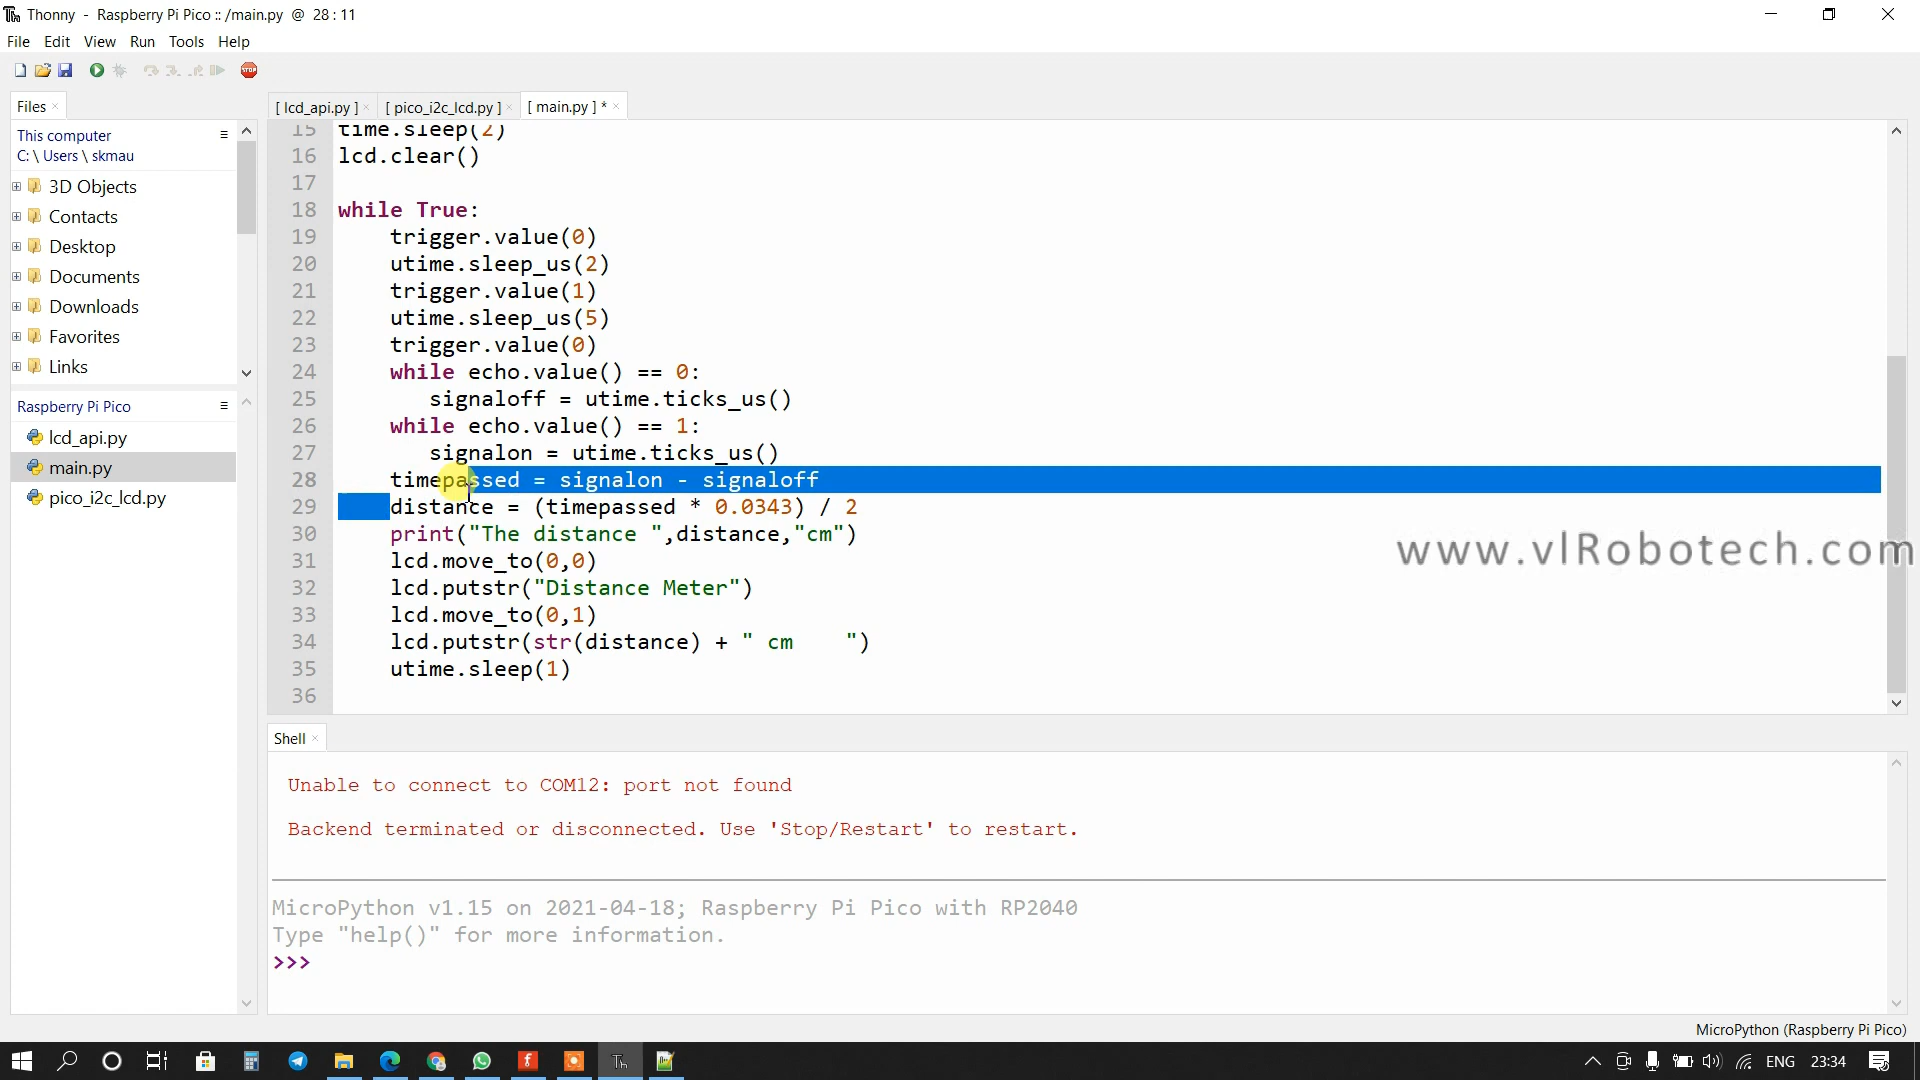 Thonny - Raspberry Pi Pico :: /main.py @ 28 : 11
File Edit View Run Tools Help
STOP
Files
[ lcd_api.py ] [ pico_i2c_lcd.py ] [ main.py ] *
This computer
C: \ Users \ skmau
3D Objects
Contacts
Desktop
Documents
Downloads
Favorites
Links
Raspberry Pi Pico
lcd_api.py
main.py
pico_i2c_lcd.py
15 time.sleep(2)
16 lcd.clear()
17
18 while True:
19 trigger.value(0)
20 utime.sleep_us(2)
21 trigger.value(1)
22 utime.sleep_us(5)
23 trigger.value(0)
24 while echo.value() == 0:
25 signaloff = utime.ticks_us()
26 while echo.value() == 1:
27 signalon = utime.ticks_us()
28 timepassed = signalon - signaloff
29 distance = (timepassed * 0.0343) / 2
30 print("The distance ",distance,"cm")
31 lcd.move_to(0,0)
32 lcd.putstr("Distance Meter")
33 lcd.move_to(0,1)
34 lcd.putstr(str(distance) + " cm    ")
35 utime.sleep(1)
36
www.vlRobotech.com
Shell
Unable to connect to COM12: port not found
Backend terminated or disconnected. Use 'Stop/Restart' to restart.
MicroPython v1.15 on 2021-04-18; Raspberry Pi Pico with RP2040
Type "help()" for more information.
>>>
MicroPython (Raspberry Pi Pico)
Th
ENG 23:34